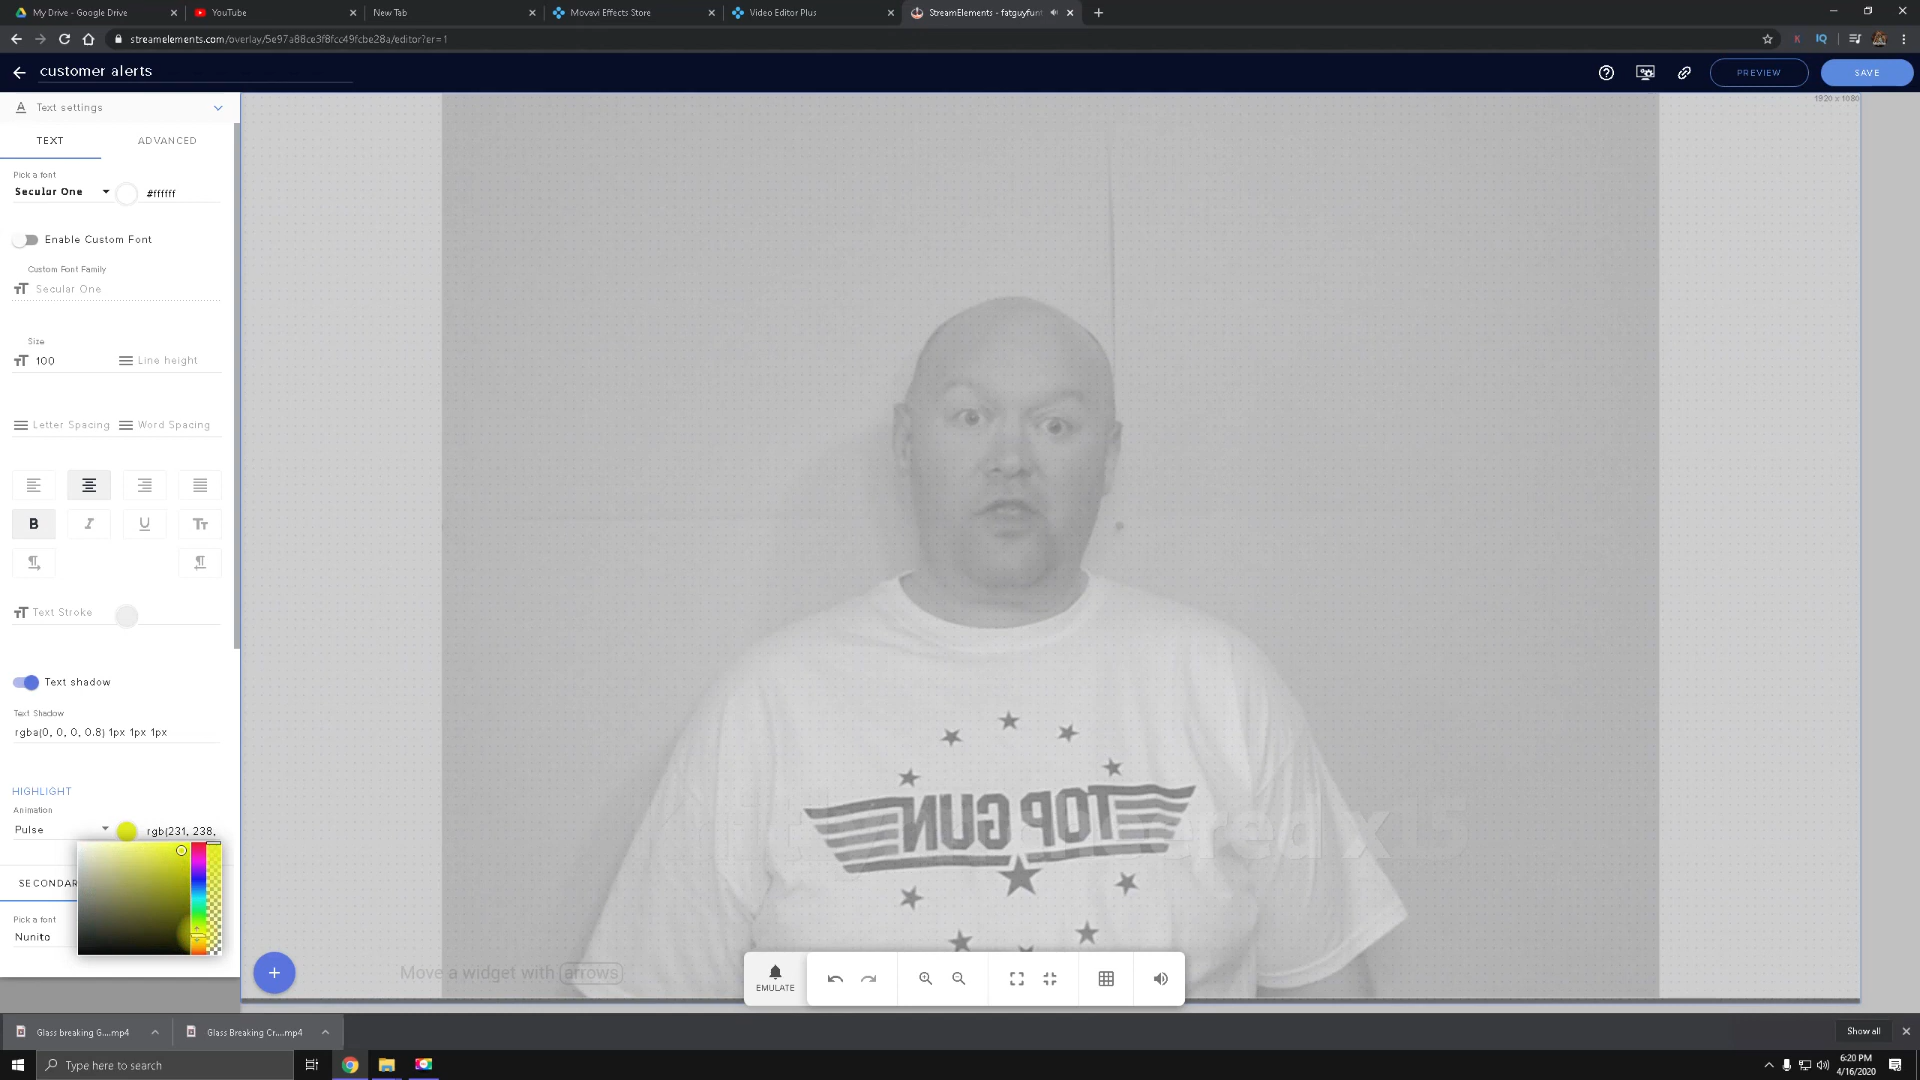 My Drive - Google Drive
YouTube
New Tab
Movavi Effects Store
Video Editor Plus
StreamElements - fatguyfunt
streamelements.com/overlay/5e97a88ce3f8fcc49fcbe28a/editor?er=1
customer alerts
PREVIEW
SAVE
Text settings
1920 x 1080
TEXT
ADVANCED
Pick a font
Secular One
#ffffff
Enable Custom Font
Custom Font Family
Secular One
Size
100
Line height
Letter Spacing
Word Spacing
B
I
U
Tt
Text Stroke
Text shadow
Text Shadow
rgba(0, 0, 0, 0.8) 1px 1px 1px
HIGHLIGHT
Animation
Pulse
rgb(231, 238,
SECONDAR
Pick a font
Nunito
TOP GUN
x15
Move a widget with arrows
EMULATE
Glass breaking G....mp4
Glass Breaking Cr....mp4
Show all
Type here to search
6:20 PM
4/16/2020